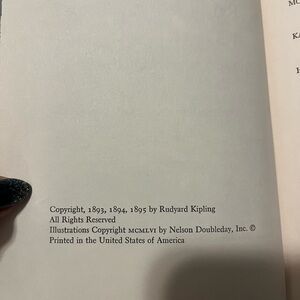 Copyright, 1893, 1894, 1895 by Rudyard Kipling
All Rights Reserved
Illustrations Copyright MCMLVI by Nelson Doubleday, Inc. ©
Printed in the United States of America